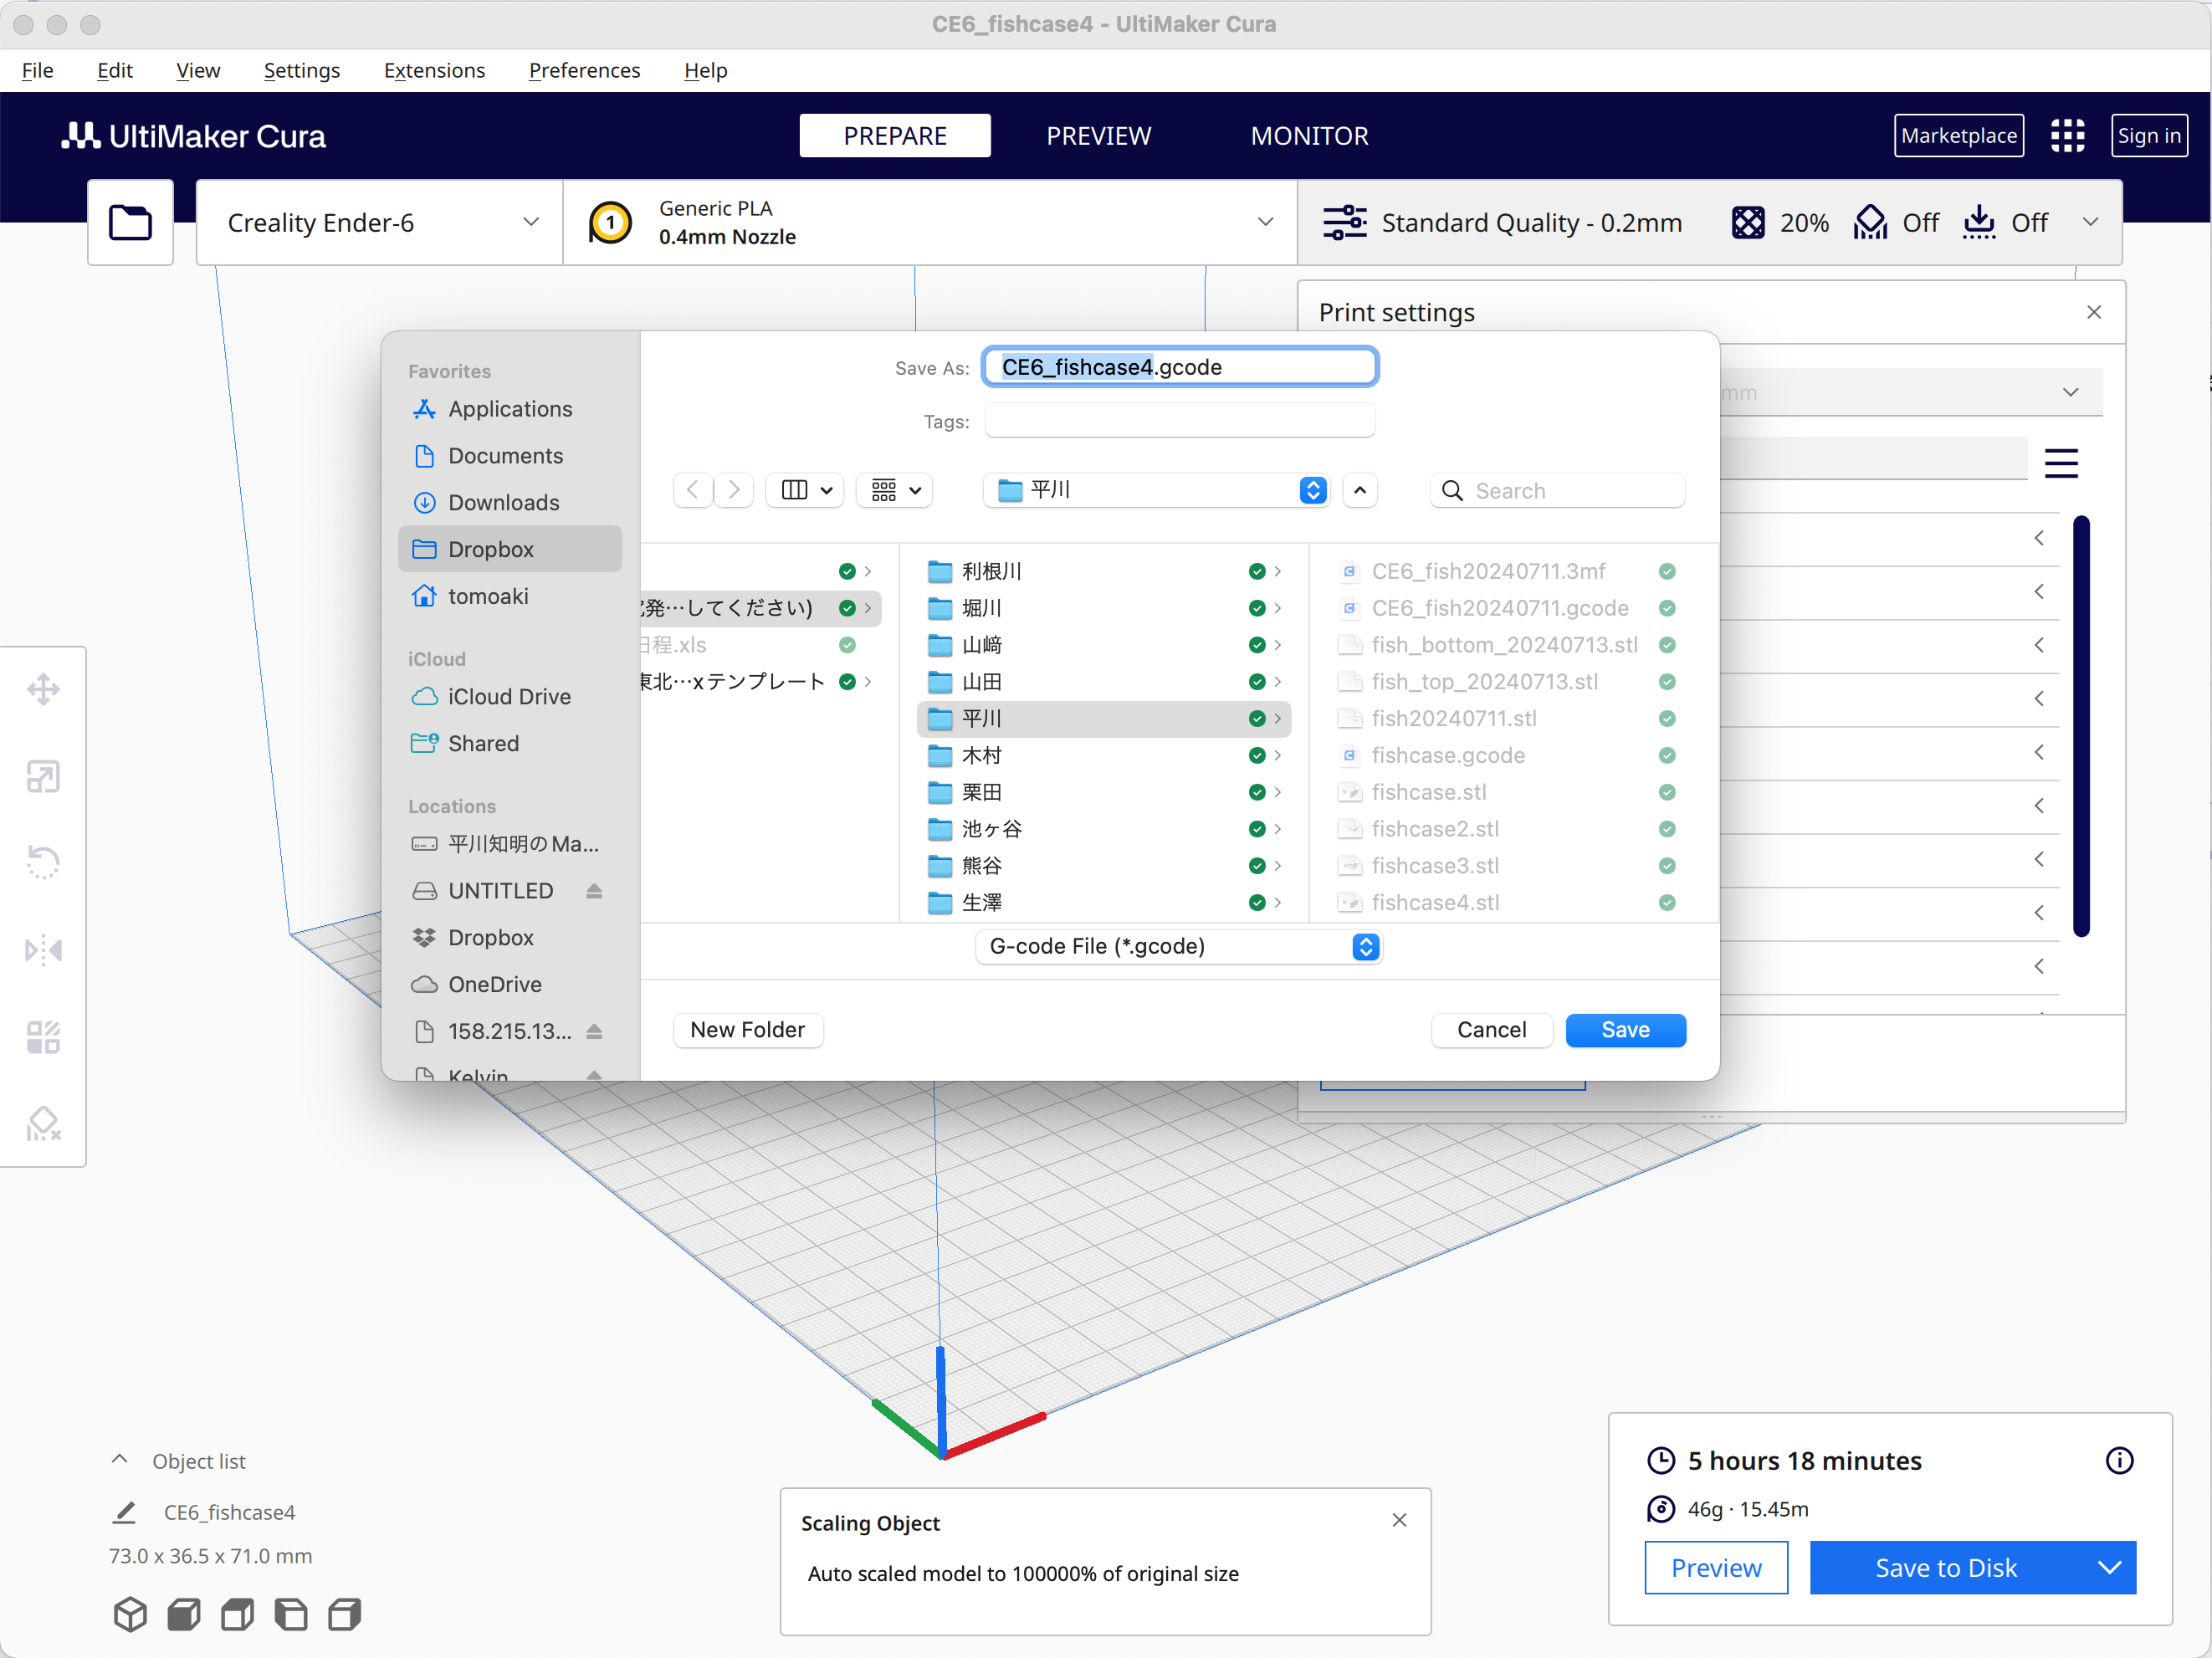 CE6_fishcase4 - UltiMaker Cura
File Edit View Settings Extensions Preferences Help
UltiMaker Cura
PREPARE PREVIEW MONITOR
Marketplace Sign in
Creality Ender-6
1
Generic PLA
0.4mm Nozzle
Standard Quality - 0.2mm 20% Off Off
Print settings
mm
Favorites
Applications
Documents
Downloads
Dropbox
tomoaki
iCloud
iCloud Drive
Shared
Locations
平川知明のMa...
UNTITLED
Dropbox
OneDrive
158.215.13...
Kelvin
Save As: CE6_fishcase4.gcode
Tags:
平川
Search
発…してください)
日程.xls
東北…xテンプレート
利根川
堀川
山﨑
山田
平川
木村
栗田
池ヶ谷
熊谷
生澤
CE6_fish20240711.3mf
CE6_fish20240711.gcode
fish_bottom_20240713.stl
fish_top_20240713.stl
fish20240711.stl
fishcase.gcode
fishcase.stl
fishcase2.stl
fishcase3.stl
fishcase4.stl
G-code File (*.gcode)
New Folder Cancel Save
Object list
CE6_fishcase4
73.0 x 36.5 x 71.0 mm
Scaling Object
Auto scaled model to 100000% of original size
5 hours 18 minutes
46g · 15.45m
Preview Save to Disk